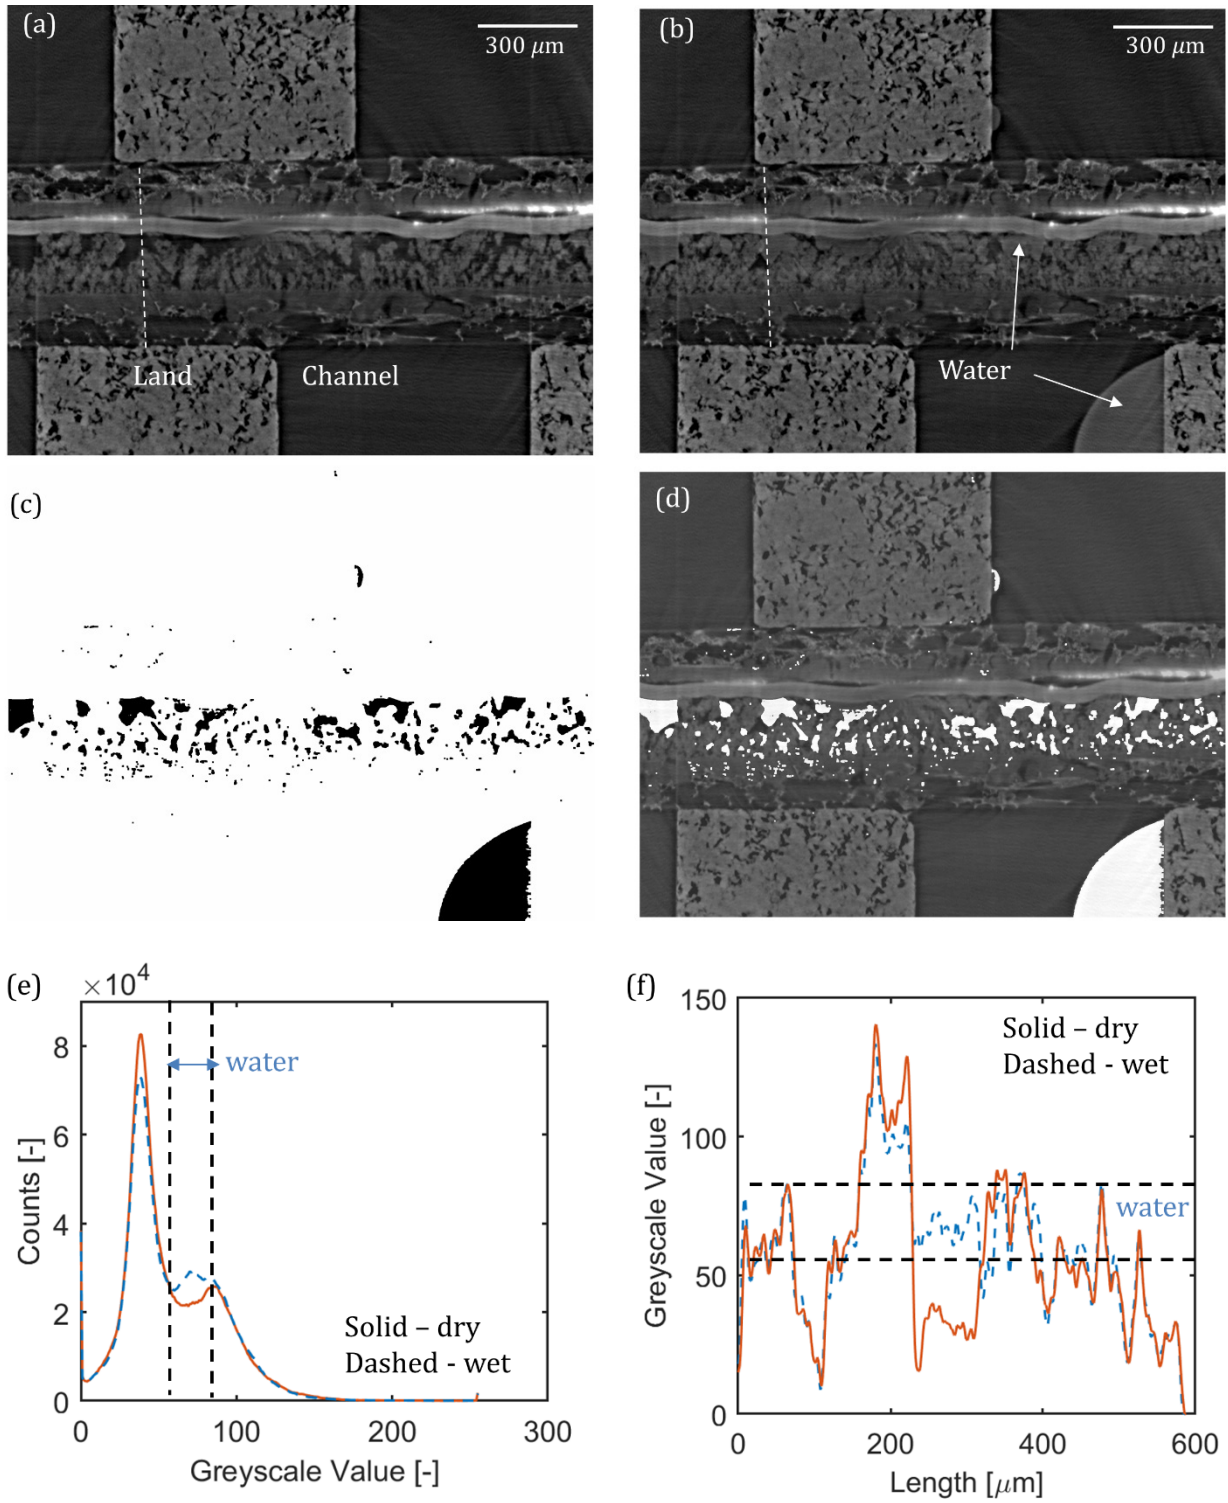 (a)
300 μm
(b)
300 μm
Land
Channel
Water
(c)
(d)
(e)
×10⁴
8
6
4
2
0
Counts [-]
water
Solid – dry
Dashed - wet
0
100
200
300
Greyscale Value [-]
(f)
150
100
50
0
Greyscale Value [-]
Solid – dry
Dashed - wet
water
0
200
400
600
Length [μm]